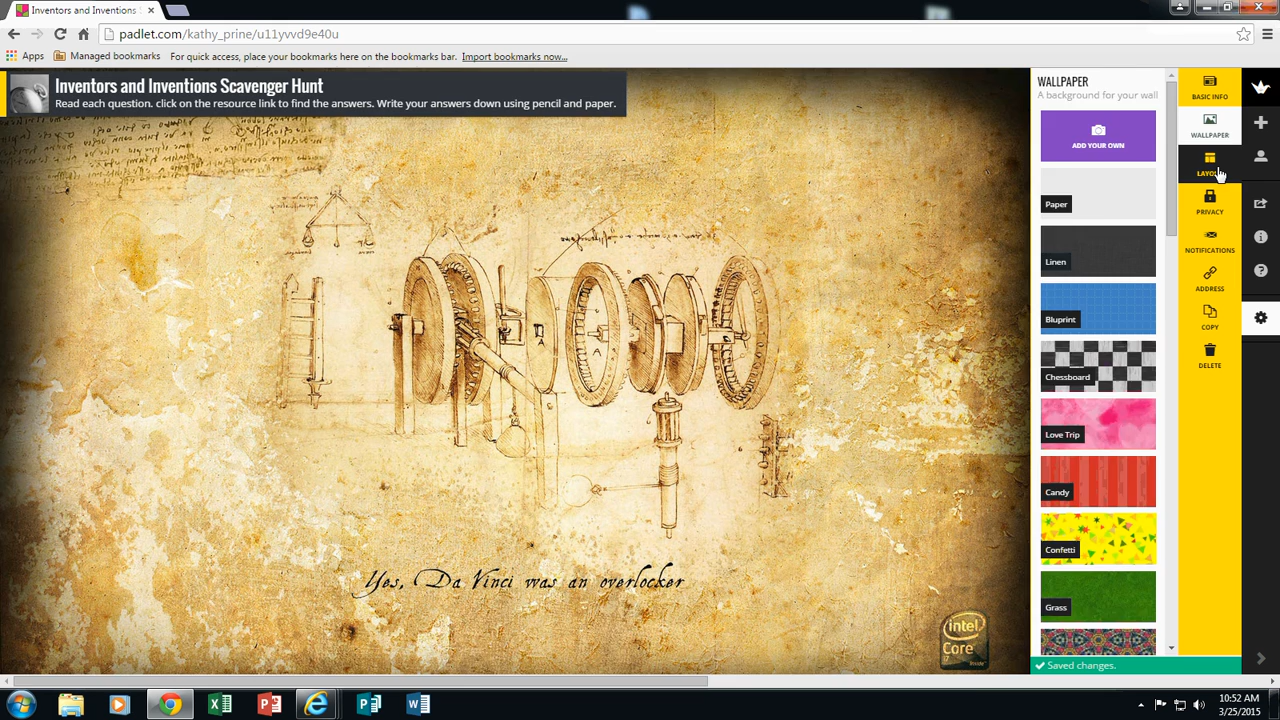 Inventors and Inventions
padlet.com/kathy_prine/u11yvvd9e40u
Apps
Managed bookmarks
For quick access, place your bookmarks here on the bookmarks bar.
Import bookmarks now...
Inventors and Inventions Scavenger Hunt
Read each question. click on the resource link to find the answers. Write your answers down using pencil and paper.
WALLPAPER
A background for your wall
ADD YOUR OWN
Paper
Linen
Bluprint
Chessboard
Love Trip
Candy
Confetti
Grass
Saved changes.
BASIC INFO
WALLPAPER
PRIVACY
NOTIFICATIONS
ADDRESS
COPY
DELETE
Yes, Da Vinci was an overlocker
intel
Core
i7
inside
10:52 AM
3/25/2015